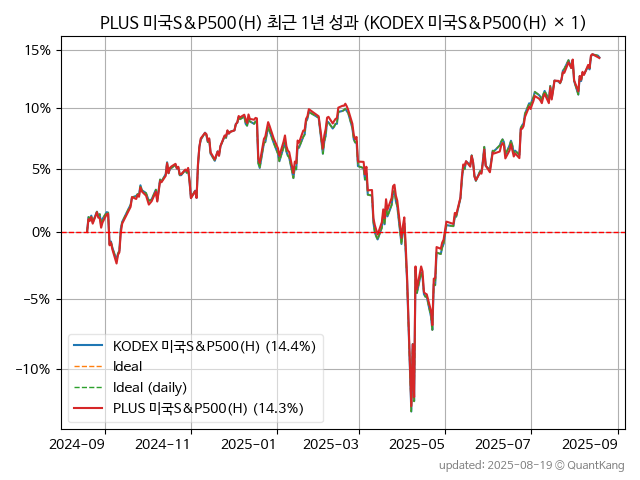 PLUS 미국S&P500(H) 최근 1년 성과 (KODEX 미국S&P500(H) × 1)
15%
10%
5%
0%
−5%
−10%
KODEX 미국S&P500(H) (14.4%)
Ideal
Ideal (daily)
PLUS 미국S&P500(H) (14.3%)
2024-09 2024-11 2025-01 2025-03 2025-05 2025-07 2025-09
updated: 2025-08-19 © QuantKang